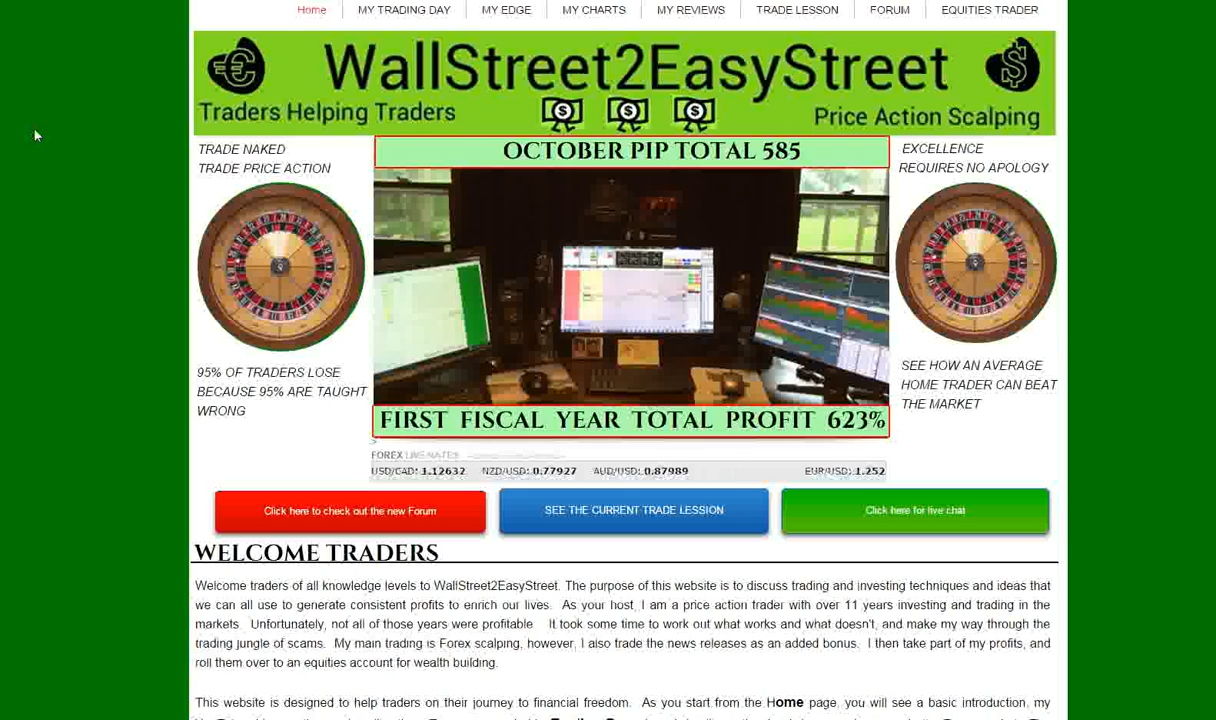 Home MY TRADING DAY MY EDGE MY CHARTS MY REVIEWS TRADE LESSON FORUM EQUITIES TRADER
WallStreet2EasyStreet
Traders Helping Traders
Price Action Scalping
OCTOBER PIP TOTAL 585
TRADE NAKED
TRADE PRICE ACTION
EXCELLENCE
REQUIRES NO APOLOGY
95% OF TRADERS LOSE
BECAUSE 95% ARE TAUGHT
WRONG
SEE HOW AN AVERAGE
HOME TRADER CAN BEAT
THE MARKET
FIRST FISCAL YEAR TOTAL PROFIT 623%
>
FOREX LIVE RATES
USD/CAD: 1.12632 NZD/USD: 0.77927 AUD/USD: 0.87989 EUR/USD: 1.252
Click here to check out the new Forum
SEE THE CURRENT TRADE LESSION
Click here for live chat
WELCOME TRADERS
Welcome traders of all knowledge levels to WallStreet2EasyStreet. The purpose of this website is to discuss trading and investing techniques and ideas that
we can all use to generate consistent profits to enrich our lives. As your host, I am a price action trader with over 11 years investing and trading in the
markets. Unfortunately, not all of those years were profitable. It took some time to work out what works and what doesn't, and make my way through the
trading jungle of scams. My main trading is Forex scalping, however, I also trade the news releases as an added bonus. I then take part of my profits, and
roll them over to an equities account for wealth building.
This website is designed to help traders on their journey to financial freedom. As you start from the Home page, you will see a basic introduction, my